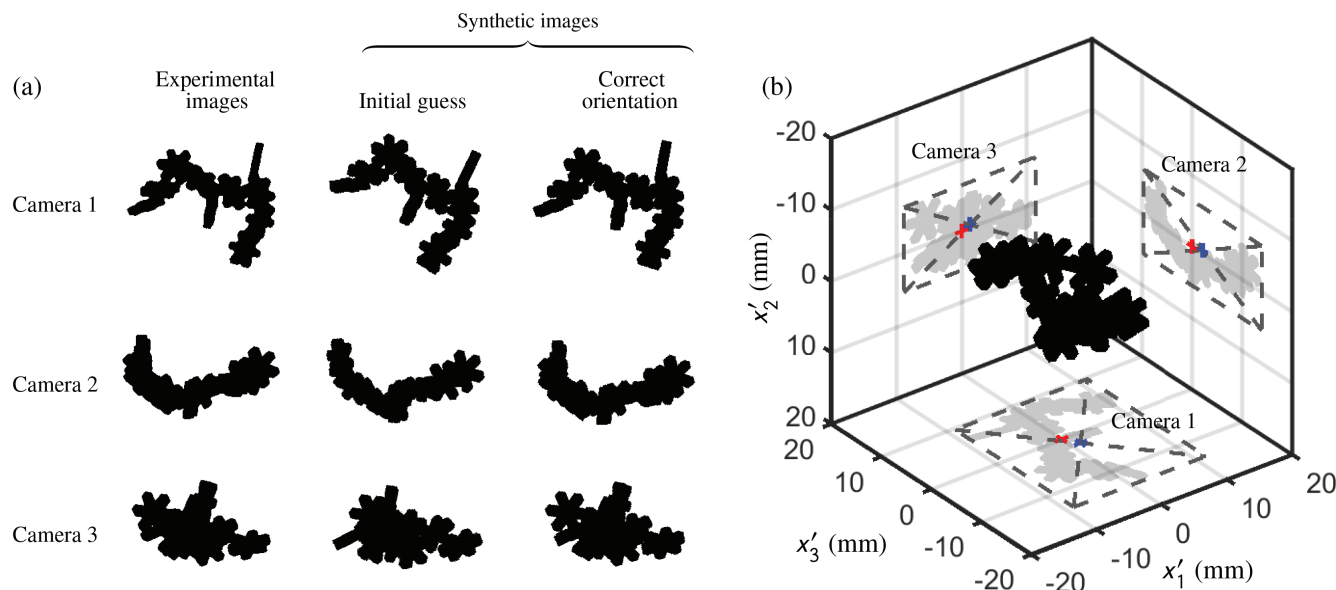 Synthetic images
(a)
Experimental
images
Initial guess
Correct
orientation
Camera 1
Camera 2
Camera 3
(b)
Camera 3
Camera 2
Camera 1
-20
-10
0
10
20
x′2 (mm)
20
10
0
-10
-20
x′3 (mm)
-20
-10
0
10
20
x′1 (mm)